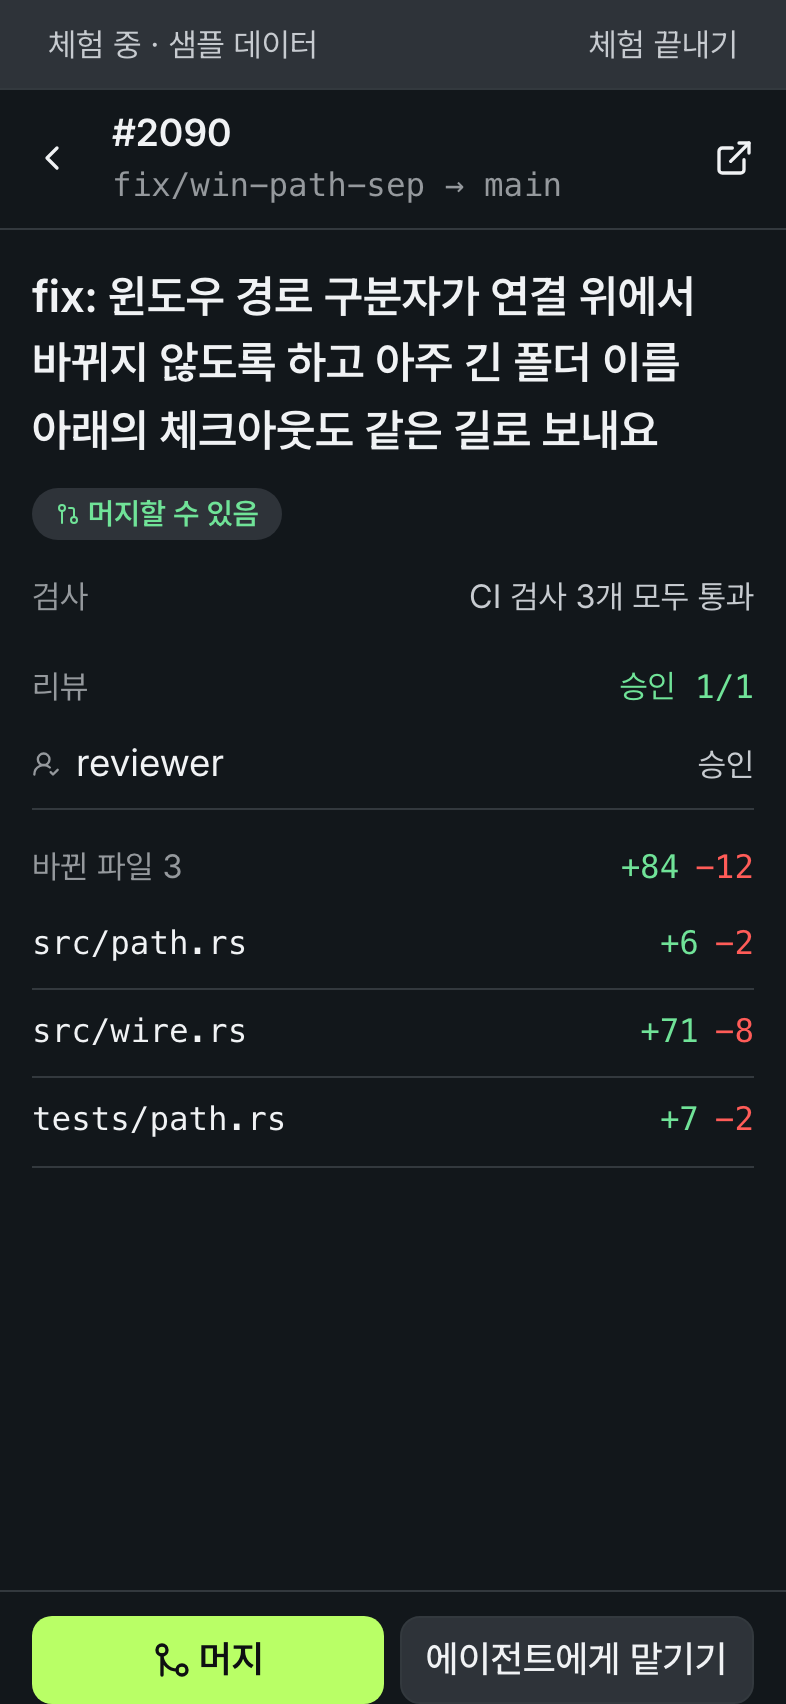 체험 중 · 샘플 데이터 체험 끝내기
#2090
fix/win-path-sep → main
fix: 윈도우 경로 구분자가 연결 위에서
바뀌지 않도록 하고 아주 긴 폴더 이름
아래의 체크아웃도 같은 길로 보내요
머지할 수 있음
검사 CI 검사 3개 모두 통과
리뷰 승인 1/1
reviewer 승인
바뀐 파일 3 +84 −12
src/path.rs +6 −2
src/wire.rs +71 −8
tests/path.rs +7 −2
머지 에이전트에게 맡기기